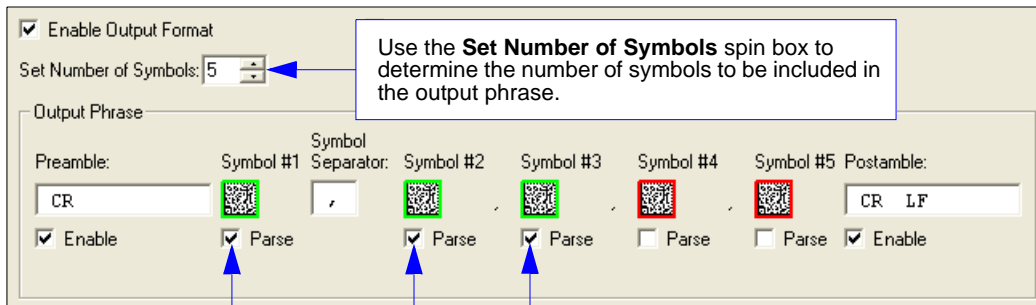 Enable Output Format
Use the Set Number of Symbols spin box to
determine the number of symbols to be included in
the output phrase.
Set Number of Symbols: 5
Output Phrase
Preamble: Symbol #1 Symbol Separator: Symbol #2 Symbol #3 Symbol #4 Symbol #5 Postamble:
CR , , , , CR LF
Enable Parse Parse Parse Parse Parse Enable